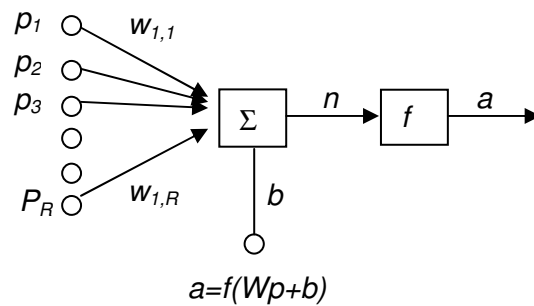 p1 w1,1
p2
p3 Σ n f a
PR w1,R b
a=f(Wp+b)